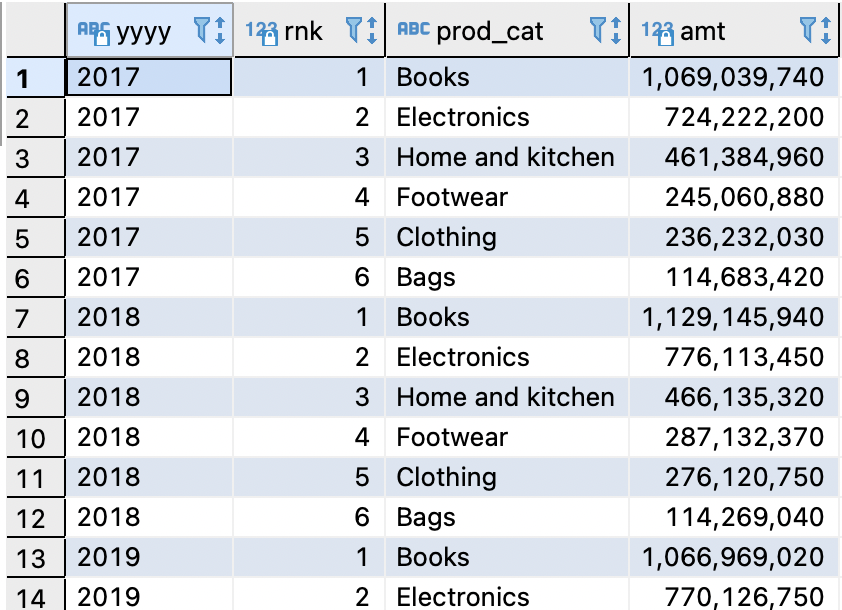 ABC yyyy 123 rnk ABC prod_cat 123 amt
1 2017 1 Books 1,069,039,740
2 2017 2 Electronics 724,222,200
3 2017 3 Home and kitchen 461,384,960
4 2017 4 Footwear 245,060,880
5 2017 5 Clothing 236,232,030
6 2017 6 Bags 114,683,420
7 2018 1 Books 1,129,145,940
8 2018 2 Electronics 776,113,450
9 2018 3 Home and kitchen 466,135,320
10 2018 4 Footwear 287,132,370
11 2018 5 Clothing 276,120,750
12 2018 6 Bags 114,269,040
13 2019 1 Books 1,066,969,020
14 2019 2 Electronics 770,126,750